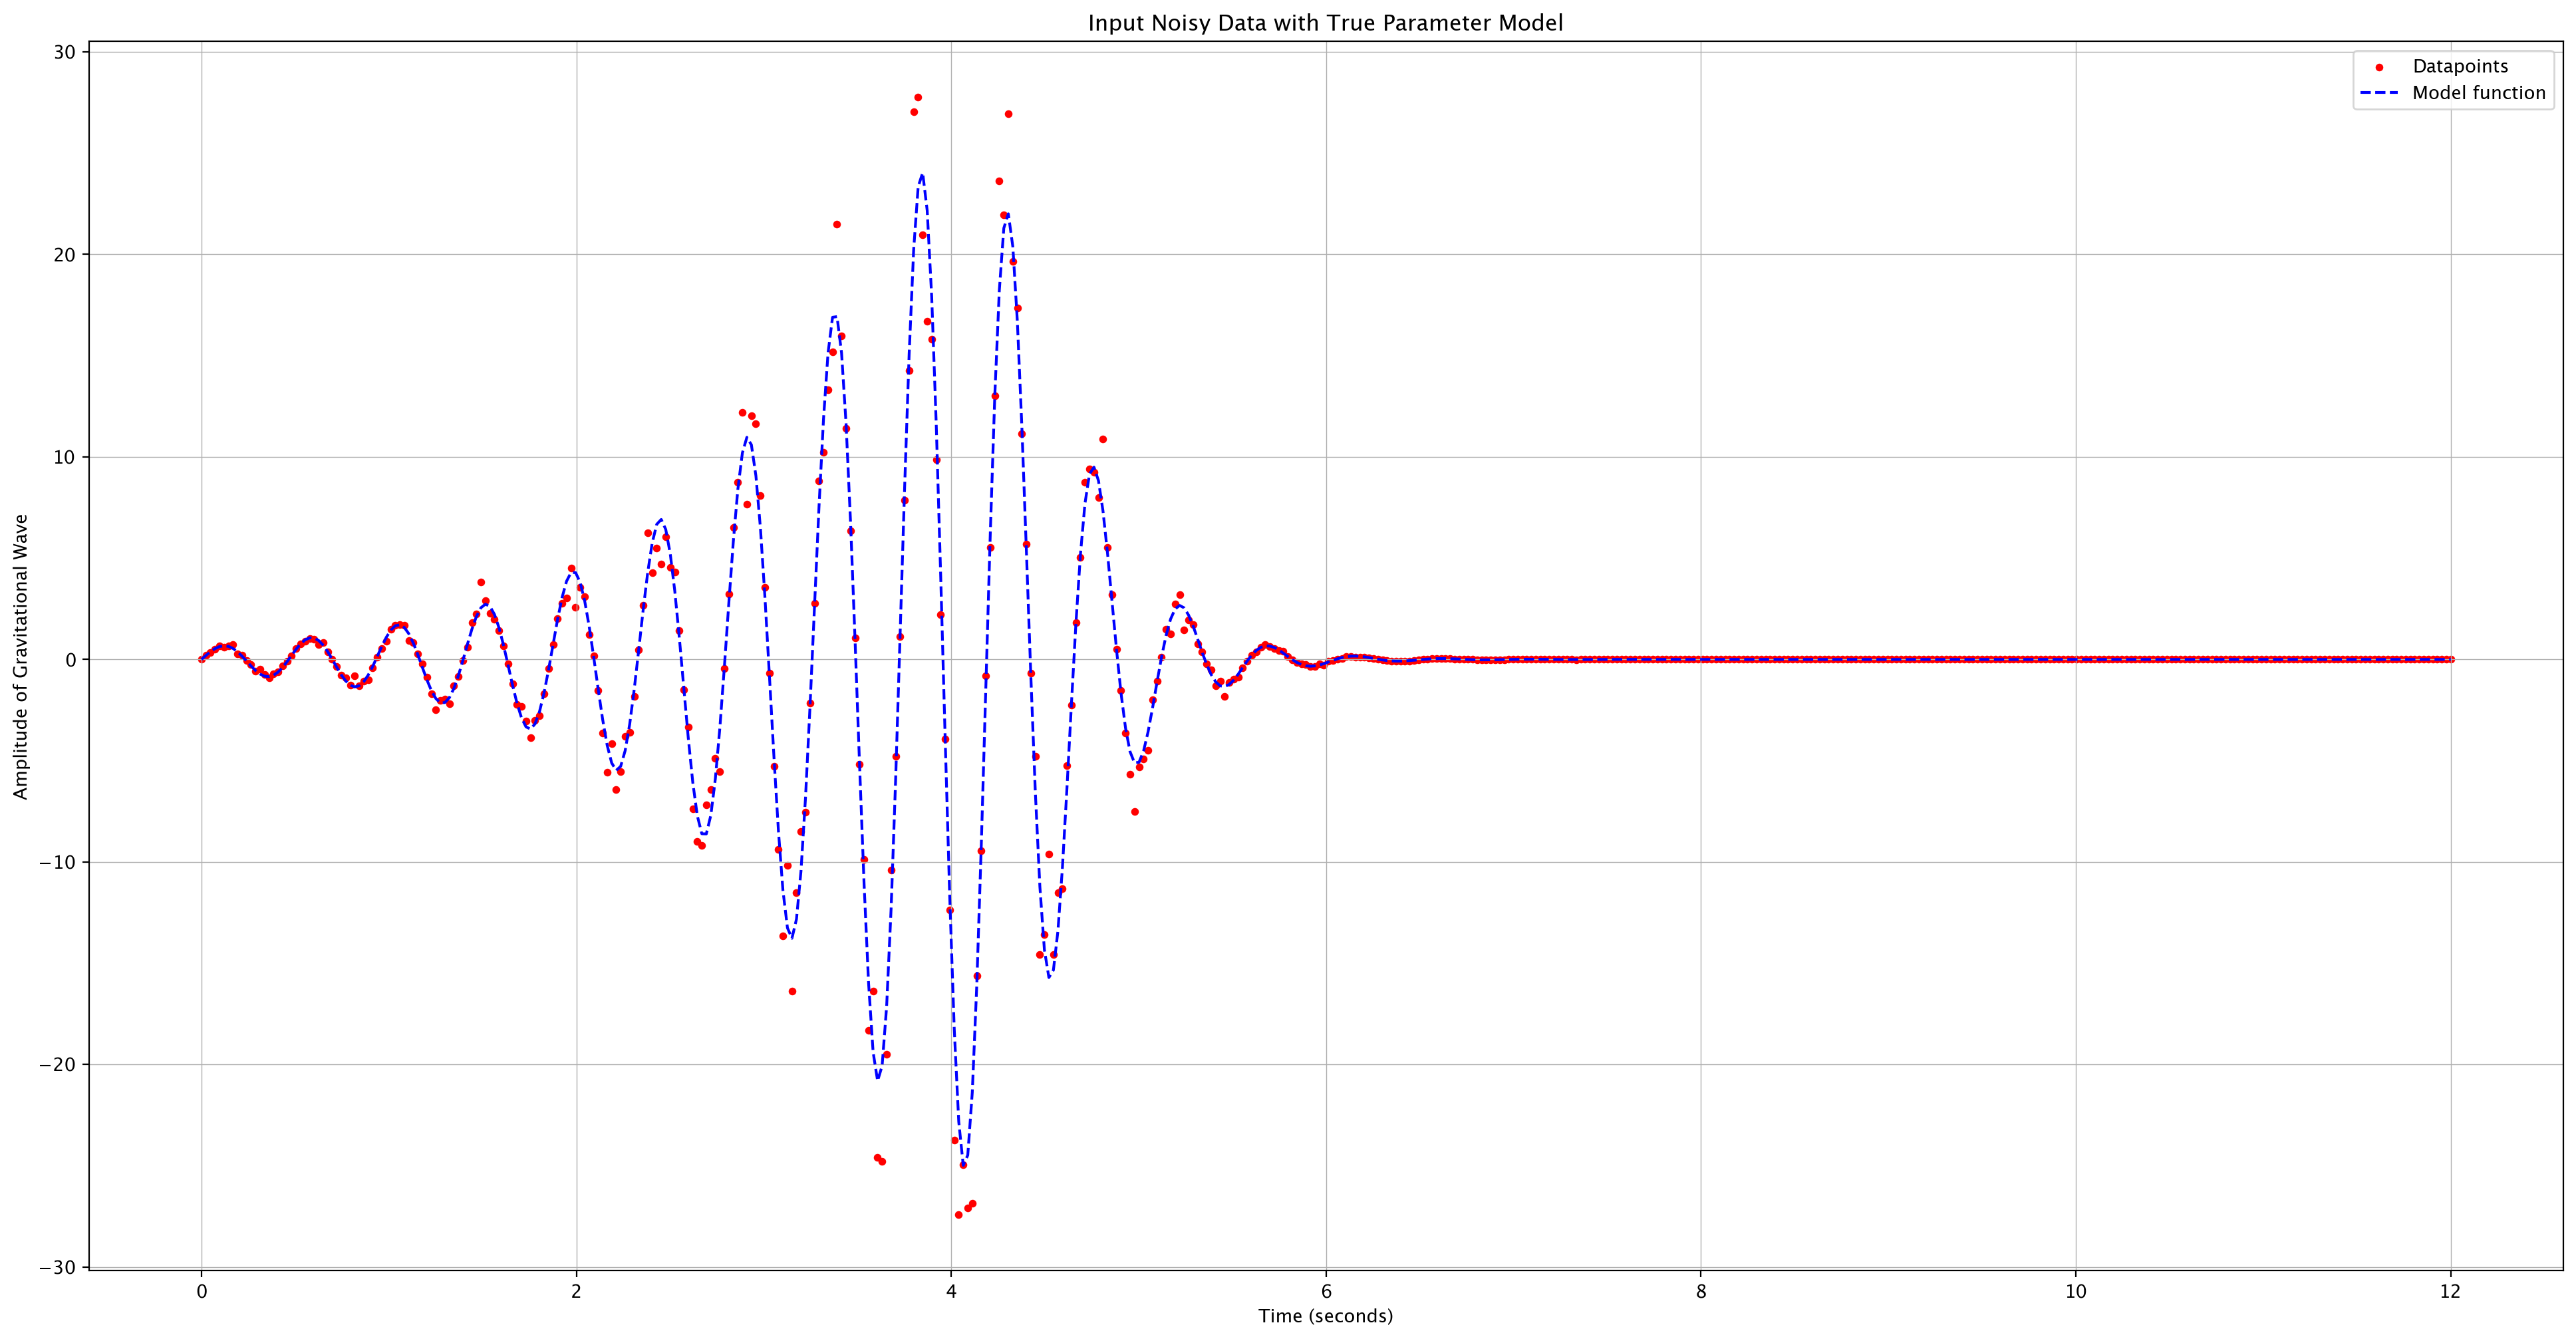 Input Noisy Data with True Parameter Model
Datapoints
Model function
Amplitude of Gravitational Wave
30
20
10
0
−10
−20
−30
0 2 4 6 8 10 12
Time (seconds)